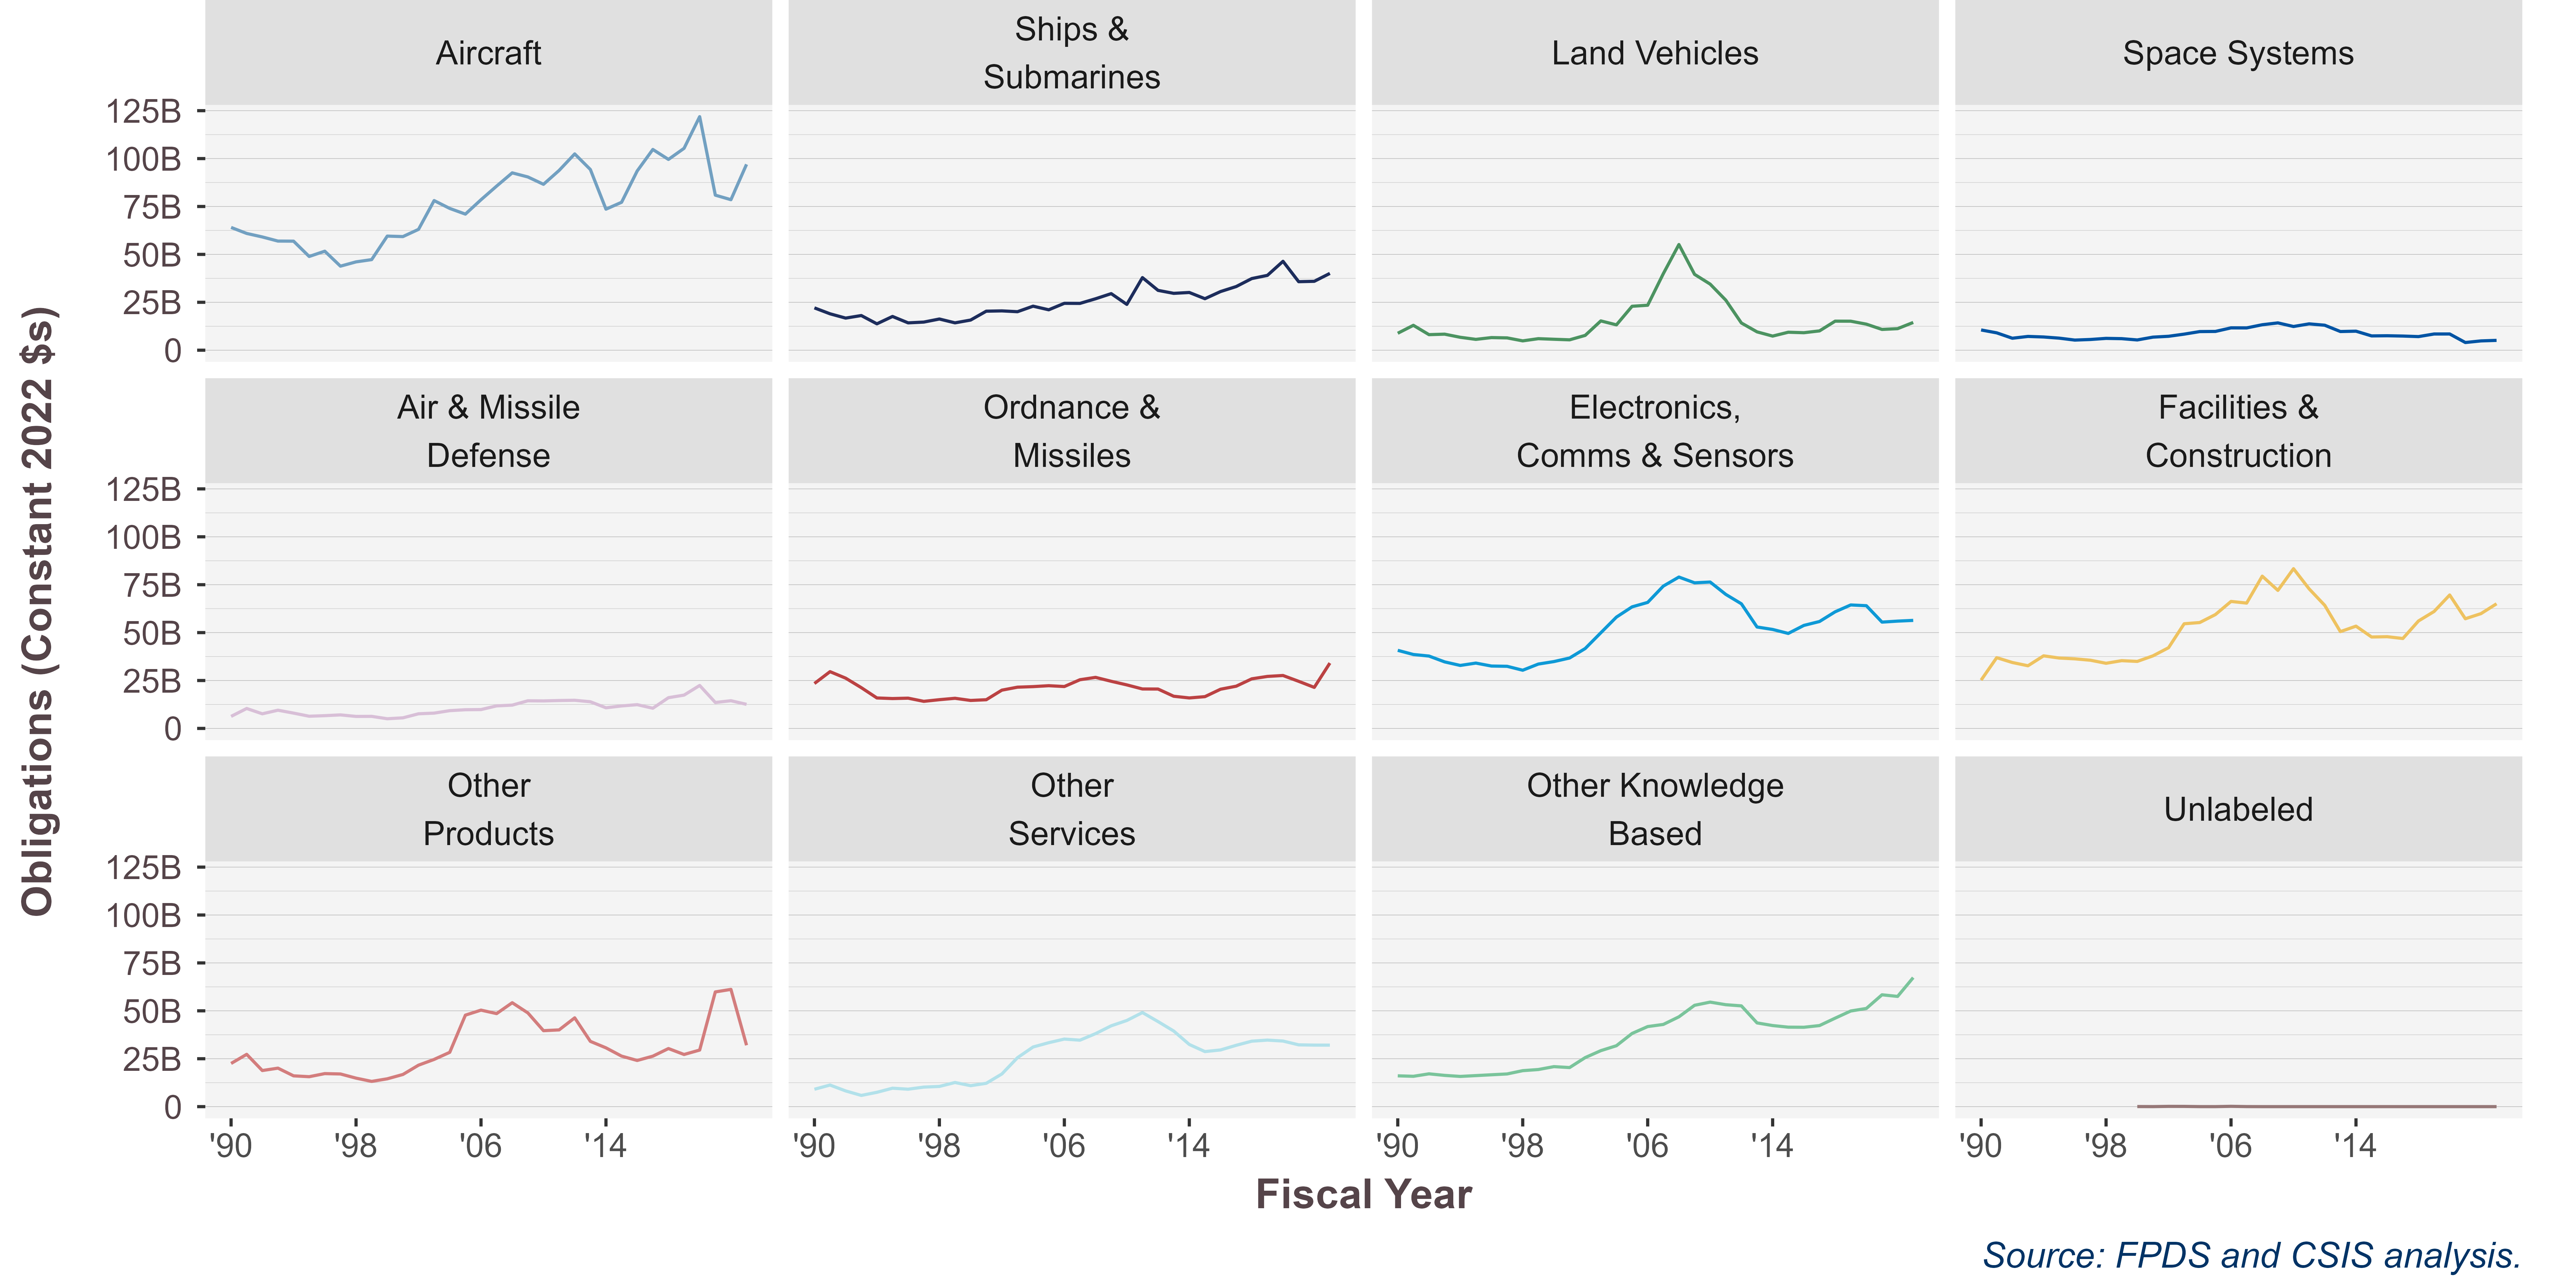 Aircraft
Ships &
Submarines
Land Vehicles
Space Systems
125B
100B
75B
50B
25B
0
Air & Missile
Defense
Ordnance &
Missiles
Electronics,
Comms & Sensors
Facilities &
Construction
125B
100B
75B
50B
25B
0
Other
Products
Other
Services
Other Knowledge
Based
Unlabeled
125B
100B
75B
50B
25B
0
'90 '98 '06 '14
'90 '98 '06 '14
'90 '98 '06 '14
'90 '98 '06 '14
Obligations (Constant 2022 $s)
Fiscal Year
Source: FPDS and CSIS analysis.